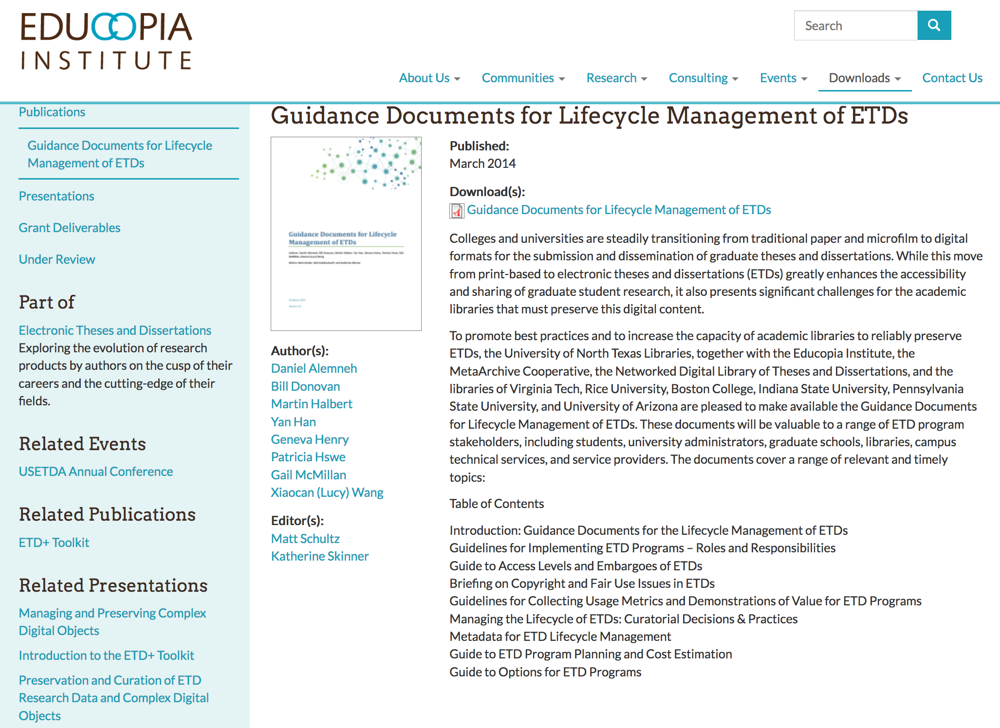 EDUCOPIA
INSTITUTE
Search
About Us
Communities
Research
Consulting
Events
Downloads
Contact Us
Publications
Guidance Documents for Lifecycle
Management of ETDs
Presentations
Grant Deliverables
Under Review
Part of
Electronic Theses and Dissertations
Exploring the evolution of research
products by authors on the cusp of their
careers and the cutting-edge of their
fields.
Related Events
USETDA Annual Conference
Related Publications
ETD+ Toolkit
Related Presentations
Managing and Preserving Complex
Digital Objects
Introduction to the ETD+ Toolkit
Preservation and Curation of ETD
Research Data and Complex Digital
Objects
Guidance Documents for Lifecycle Management of ETDs
Guidance Documents for Lifecycle
Management of ETDs
Author(s):
Daniel Alemneh
Bill Donovan
Martin Halbert
Yan Han
Geneva Henry
Patricia Hswe
Gail McMillan
Xiaocan (Lucy) Wang
Editor(s):
Matt Schultz
Katherine Skinner
Published:
March 2014
Download(s):
Guidance Documents for Lifecycle Management of ETDs
Colleges and universities are steadily transitioning from traditional paper and microfilm to digital
formats for the submission and dissemination of graduate theses and dissertations. While this move
from print-based to electronic theses and dissertations (ETDs) greatly enhances the accessibility
and sharing of graduate student research, it also presents significant challenges for the academic
libraries that must preserve this digital content.
To promote best practices and to increase the capacity of academic libraries to reliably preserve
ETDs, the University of North Texas Libraries, together with the Educopia Institute, the
MetaArchive Cooperative, the Networked Digital Library of Theses and Dissertations, and the
libraries of Virginia Tech, Rice University, Boston College, Indiana State University, Pennsylvania
State University, and University of Arizona are pleased to make available the Guidance Documents
for Lifecycle Management of ETDs. These documents will be valuable to a range of ETD program
stakeholders, including students, university administrators, graduate schools, libraries, campus
technical services, and service providers. The documents cover a range of relevant and timely
topics:
Table of Contents
Introduction: Guidance Documents for the Lifecycle Management of ETDs
Guidelines for Implementing ETD Programs – Roles and Responsibilities
Guide to Access Levels and Embargoes of ETDs
Briefing on Copyright and Fair Use Issues in ETDs
Guidelines for Collecting Usage Metrics and Demonstrations of Value for ETD Programs
Managing the Lifecycle of ETDs: Curatorial Decisions & Practices
Metadata for ETD Lifecycle Management
Guide to ETD Program Planning and Cost Estimation
Guide to Options for ETD Programs